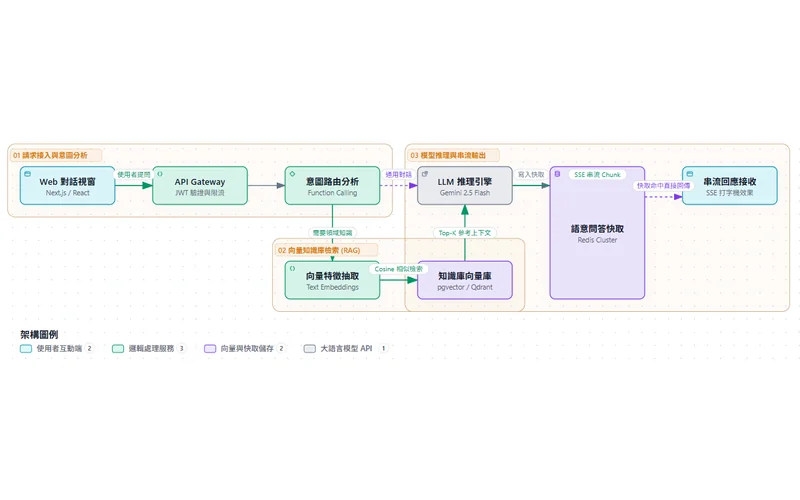 01 請求接入與意圖分析
03 模型推理與串流輸出
Web 對話視窗
Next.js / React
使用者提問
API Gateway
JWT 驗證與限流
意圖路由分析
Function Calling
通用對話
LLM 推理引擎
Gemini 2.5 Flash
寫入快取
SSE 串流 Chunk
語意問答快取
Redis Cluster
快取命中直接回傳
串流回應接收
SSE 打字機效果
需要領域知識
Top-K 參考上下文
02 向量知識庫檢索 (RAG)
向量特徵抽取
Text Embeddings
Cosine 相似檢索
知識庫向量庫
pgvector / Qdrant
架構圖例
使用者互動端 2
邏輯處理服務 3
向量與快取儲存 2
大語言模型 API 1